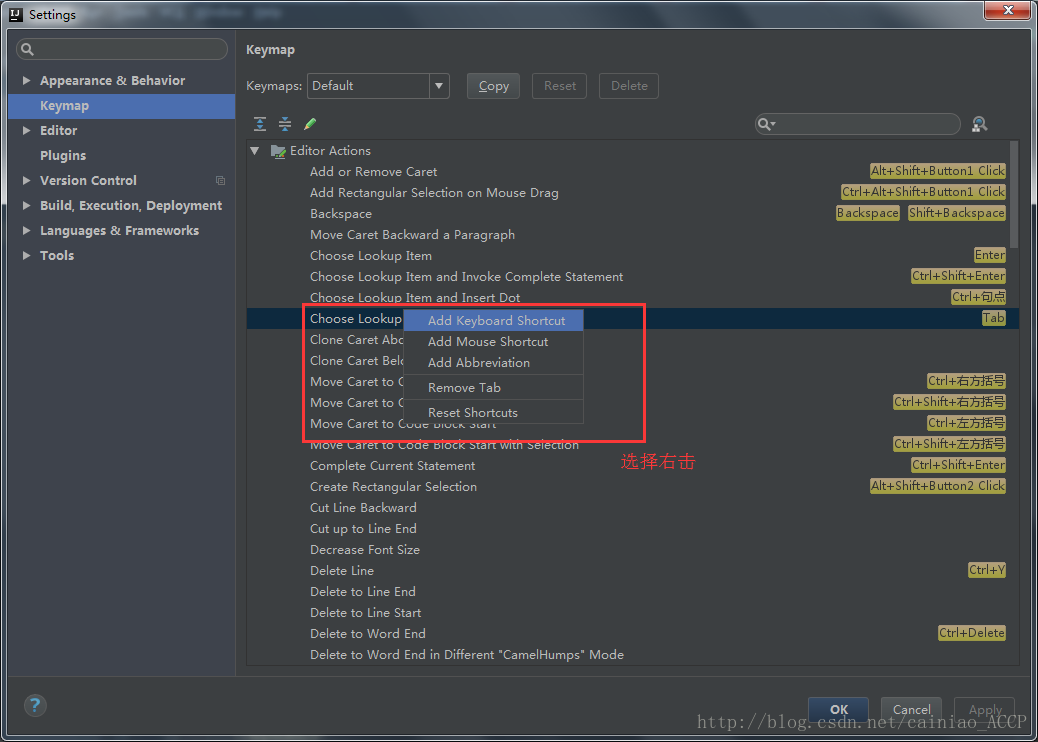 Settings
Keymap
Keymaps: Default Copy Reset Delete
Appearance & Behavior
Keymap
Editor
Plugins
Version Control
Build, Execution, Deployment
Languages & Frameworks
Tools
Editor Actions
Add or Remove Caret Alt+Shift+Button1 Click
Add Rectangular Selection on Mouse Drag Ctrl+Alt+Shift+Button1 Click
Backspace Backspace Shift+Backspace
Move Caret Backward a Paragraph
Choose Lookup Item Enter
Choose Lookup Item and Invoke Complete Statement Ctrl+Shift+Enter
Choose Lookup Item and Insert Dot Ctrl+句点
Choose Lookup Tab
Add Keyboard Shortcut
Clone Caret Abo
Add Mouse Shortcut
Clone Caret Belo
Add Abbreviation
Move Caret to C Ctrl+右方括号
Remove Tab
Move Caret to C Ctrl+Shift+右方括号
Reset Shortcuts
Move Caret to Code Block Start Ctrl+左方括号
Move Caret to Code Block Start with Selection Ctrl+Shift+左方括号
选择右击
Complete Current Statement Ctrl+Shift+Enter
Create Rectangular Selection Alt+Shift+Button2 Click
Cut Line Backward
Cut up to Line End
Decrease Font Size
Delete Line Ctrl+Y
Delete to Line End
Delete to Line Start
Delete to Word End Ctrl+Delete
Delete to Word End in Different "CamelHumps" Mode
? OK Cancel Apply
http://blog.csdn.net/cainiao_ACCP